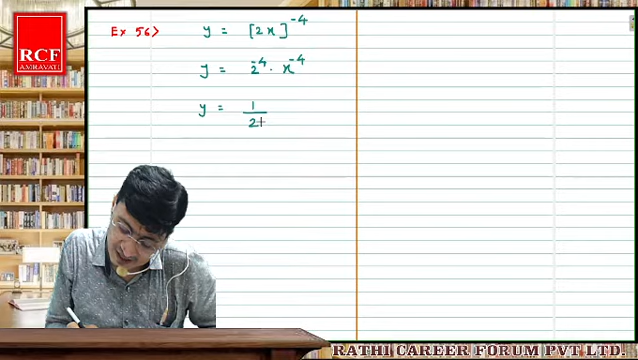 RCF
AMRAVATI
Ex 56> y = [2x]⁻⁴
y = 2⁻⁴ · x⁻⁴
y = 1/2
RATHI CAREER FORUM PVT LTD.